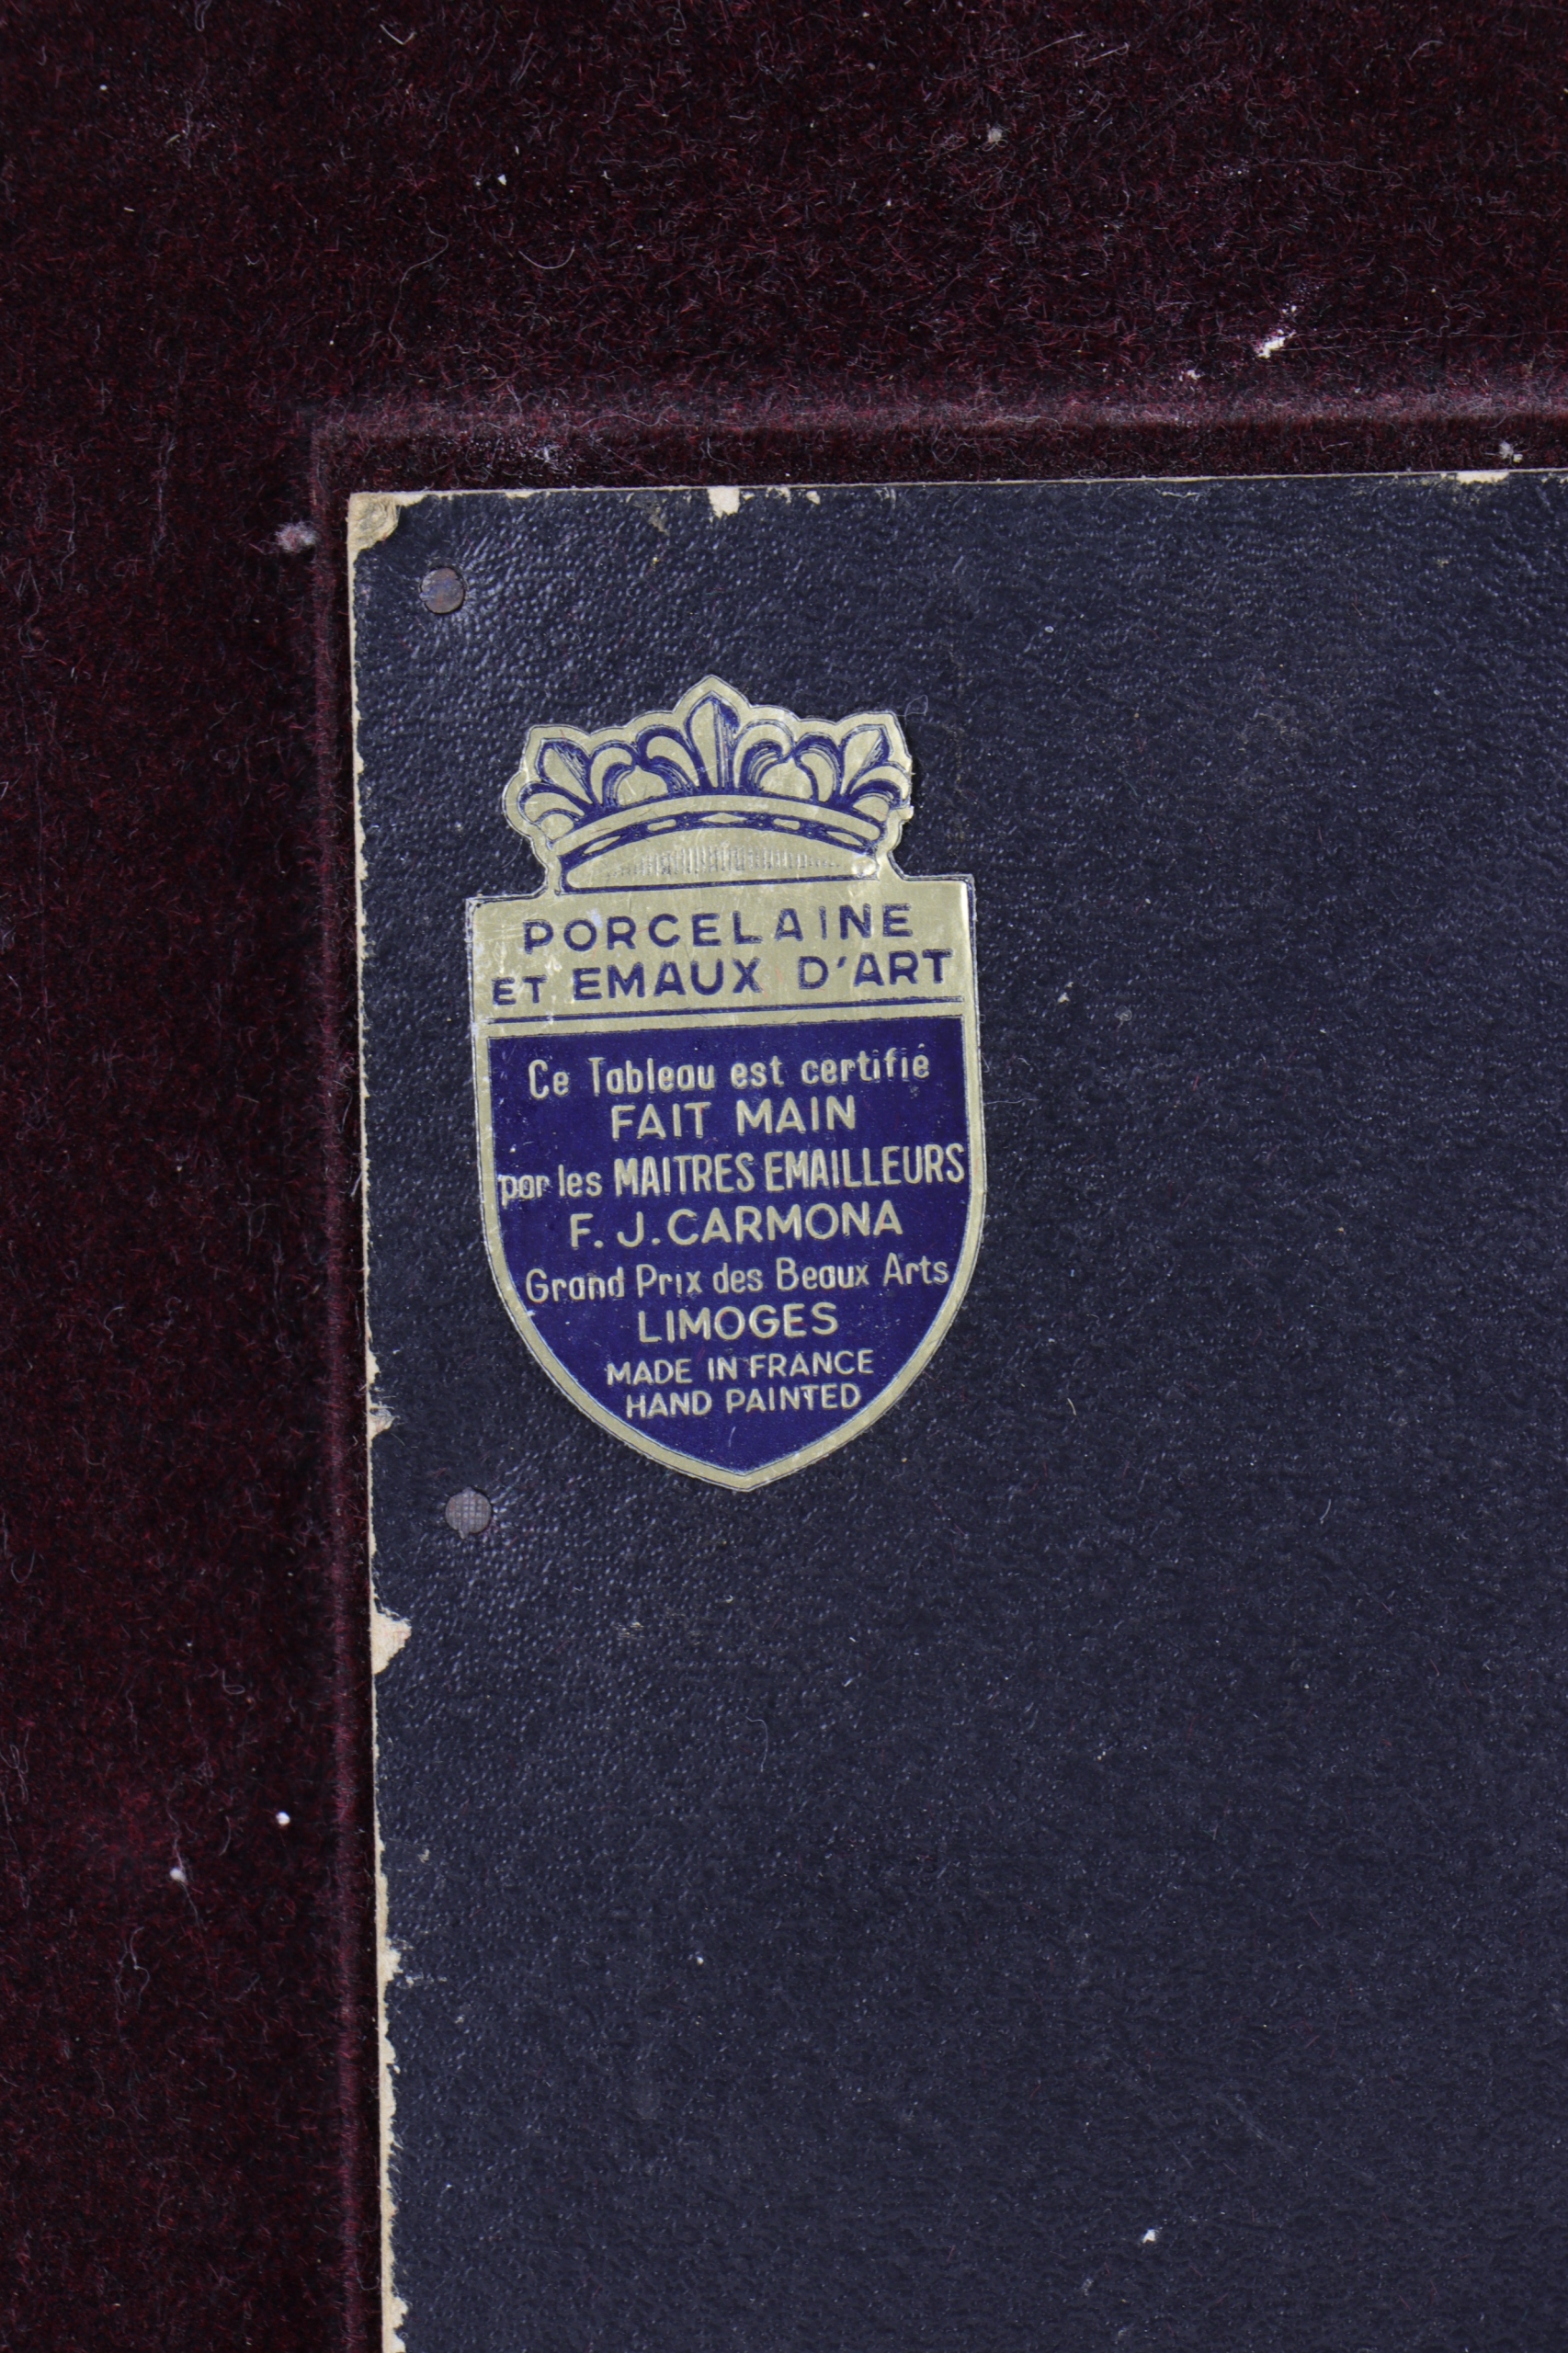 PORCELAINE
ET EMAUX D'ART
Ce Tableau est certifié
FAIT MAIN
par les MAITRES EMAILLEURS
F. J. CARMONA
Grand Prix des Beaux Arts
LIMOGES
MADE IN FRANCE
HAND PAINTED